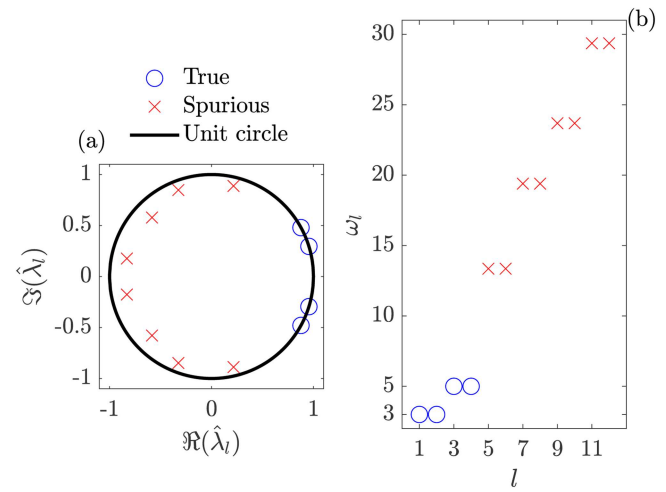 True
Spurious
Unit circle
(a)
1
0.5
0
-0.5
-1
ℑ(λ̂ₗ)
-1 0 1
ℜ(λ̂ₗ)
(b)
30
25
20
15
10
5
3
ωₗ
1 3 5 7 9 11
l